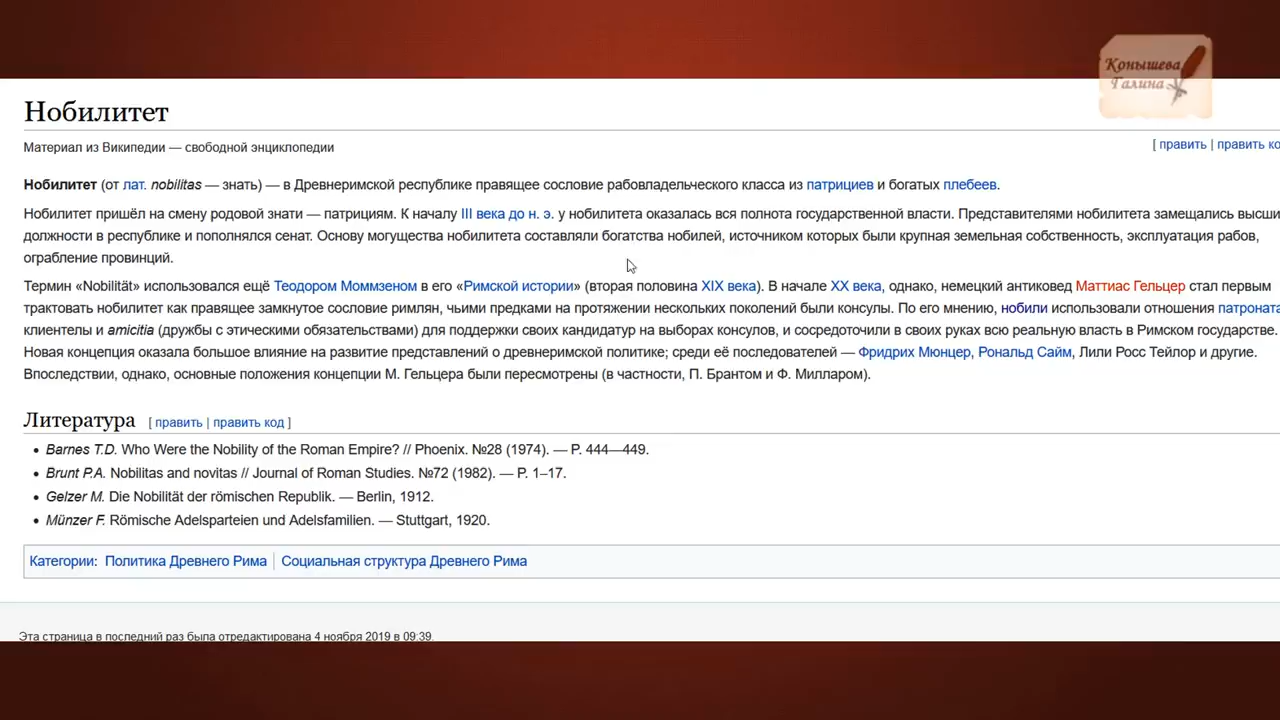 Конышева
Галина
Нобилитет
Материал из Википедии — свободной энциклопедии
[ править | править ко
Нобилитет (от лат. nobilitas — знать) — в Древнеримской республике правящее сословие рабовладельческого класса из патрициев и богатых плебеев.
Нобилитет пришёл на смену родовой знати — патрициям. К началу III века до н. э. у нобилитета оказалась вся полнота государственной власти. Представителями нобилитета замещались высши
должности в республике и пополнялся сенат. Основу могущества нобилитета составляли богатства нобилей, источником которых были крупная земельная собственность, эксплуатация рабов,
ограбление провинций.
Термин «Nobilität» использовался ещё Теодором Моммзеном в его «Римской истории» (вторая половина XIX века). В начале XX века, однако, немецкий антиковед Маттиас Гельцер стал первым
трактовать нобилитет как правящее замкнутое сословие римлян, чьими предками на протяжении нескольких поколений были консулы. По его мнению, нобили использовали отношения патроната
клиентелы и amicitia (дружбы с этическими обязательствами) для поддержки своих кандидатур на выборах консулов, и сосредоточили в своих руках всю реальную власть в Римском государстве.
Новая концепция оказала большое влияние на развитие представлений о древнеримской политике; среди её последователей — Фридрих Мюнцер, Рональд Сайм, Лили Росс Тейлор и другие.
Впоследствии, однако, основные положения концепции М. Гельцера были пересмотрены (в частности, П. Брантом и Ф. Милларом).
Литература [ править | править код ]
• Barnes T.D. Who Were the Nobility of the Roman Empire? // Phoenix. №28 (1974). — P. 444—449.
• Brunt P.A. Nobilitas and novitas // Journal of Roman Studies. №72 (1982). — P. 1–17.
• Gelzer M. Die Nobilität der römischen Republik. — Berlin, 1912.
• Münzer F. Römische Adelsparteien und Adelsfamilien. — Stuttgart, 1920.
Категории: Политика Древнего Рима | Социальная структура Древнего Рима
Эта страница в последний раз была отредактирована 4 ноября 2019 в 09:39.